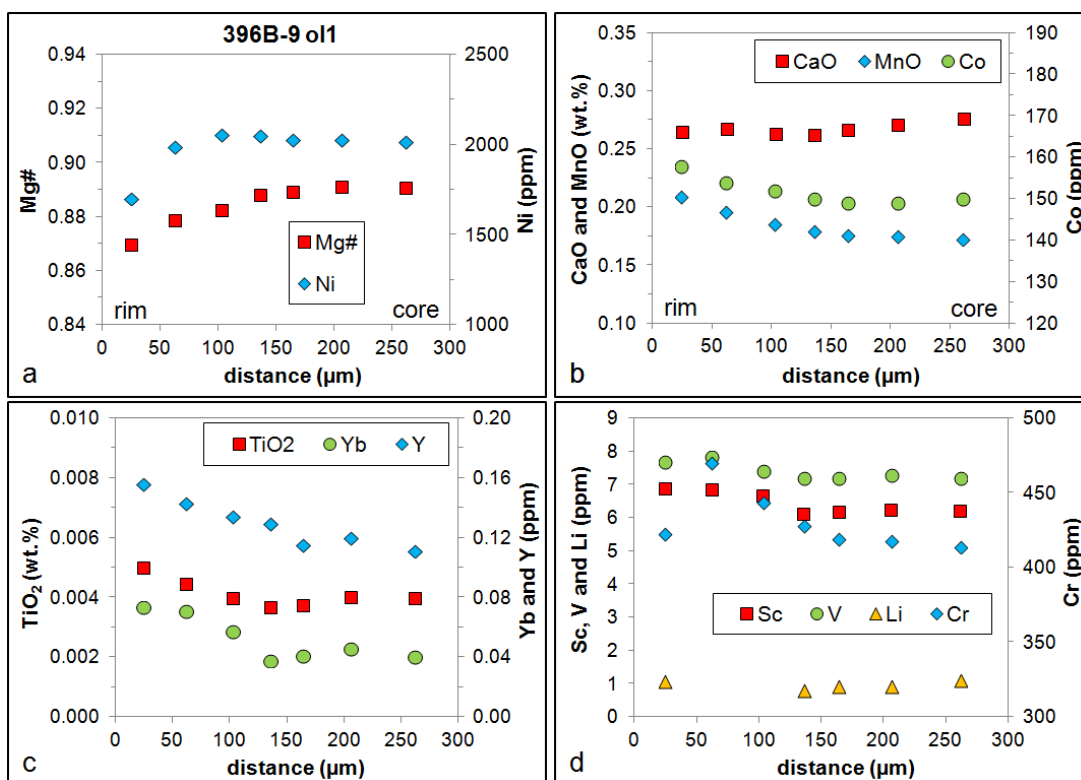 396B-9 ol1
0.94
0.92
0.90
0.88
0.86
0.84
Mg#
2500
2000
1500
1000
Ni (ppm)
Mg#
Ni
rim
core
0 50 100 150 200 250 300
distance (µm)
a
0.35
0.30
0.25
0.20
0.15
0.10
CaO and MnO (wt.%)
190
180
170
160
150
140
130
120
Co (ppm)
CaO MnO Co
rim
core
0 50 100 150 200 250 300
distance (µm)
b
0.010
0.008
0.006
0.004
0.002
0.000
TiO₂ (wt.%)
0.20
0.16
0.12
0.08
0.04
0.00
Yb and Y (ppm)
TiO2 Yb Y
0 50 100 150 200 250 300
distance (µm)
c
9
8
7
6
5
4
3
2
1
0
Sc, V and Li (ppm)
500
450
400
350
300
Cr (ppm)
Sc V Li Cr
0 50 100 150 200 250 300
distance (µm)
d